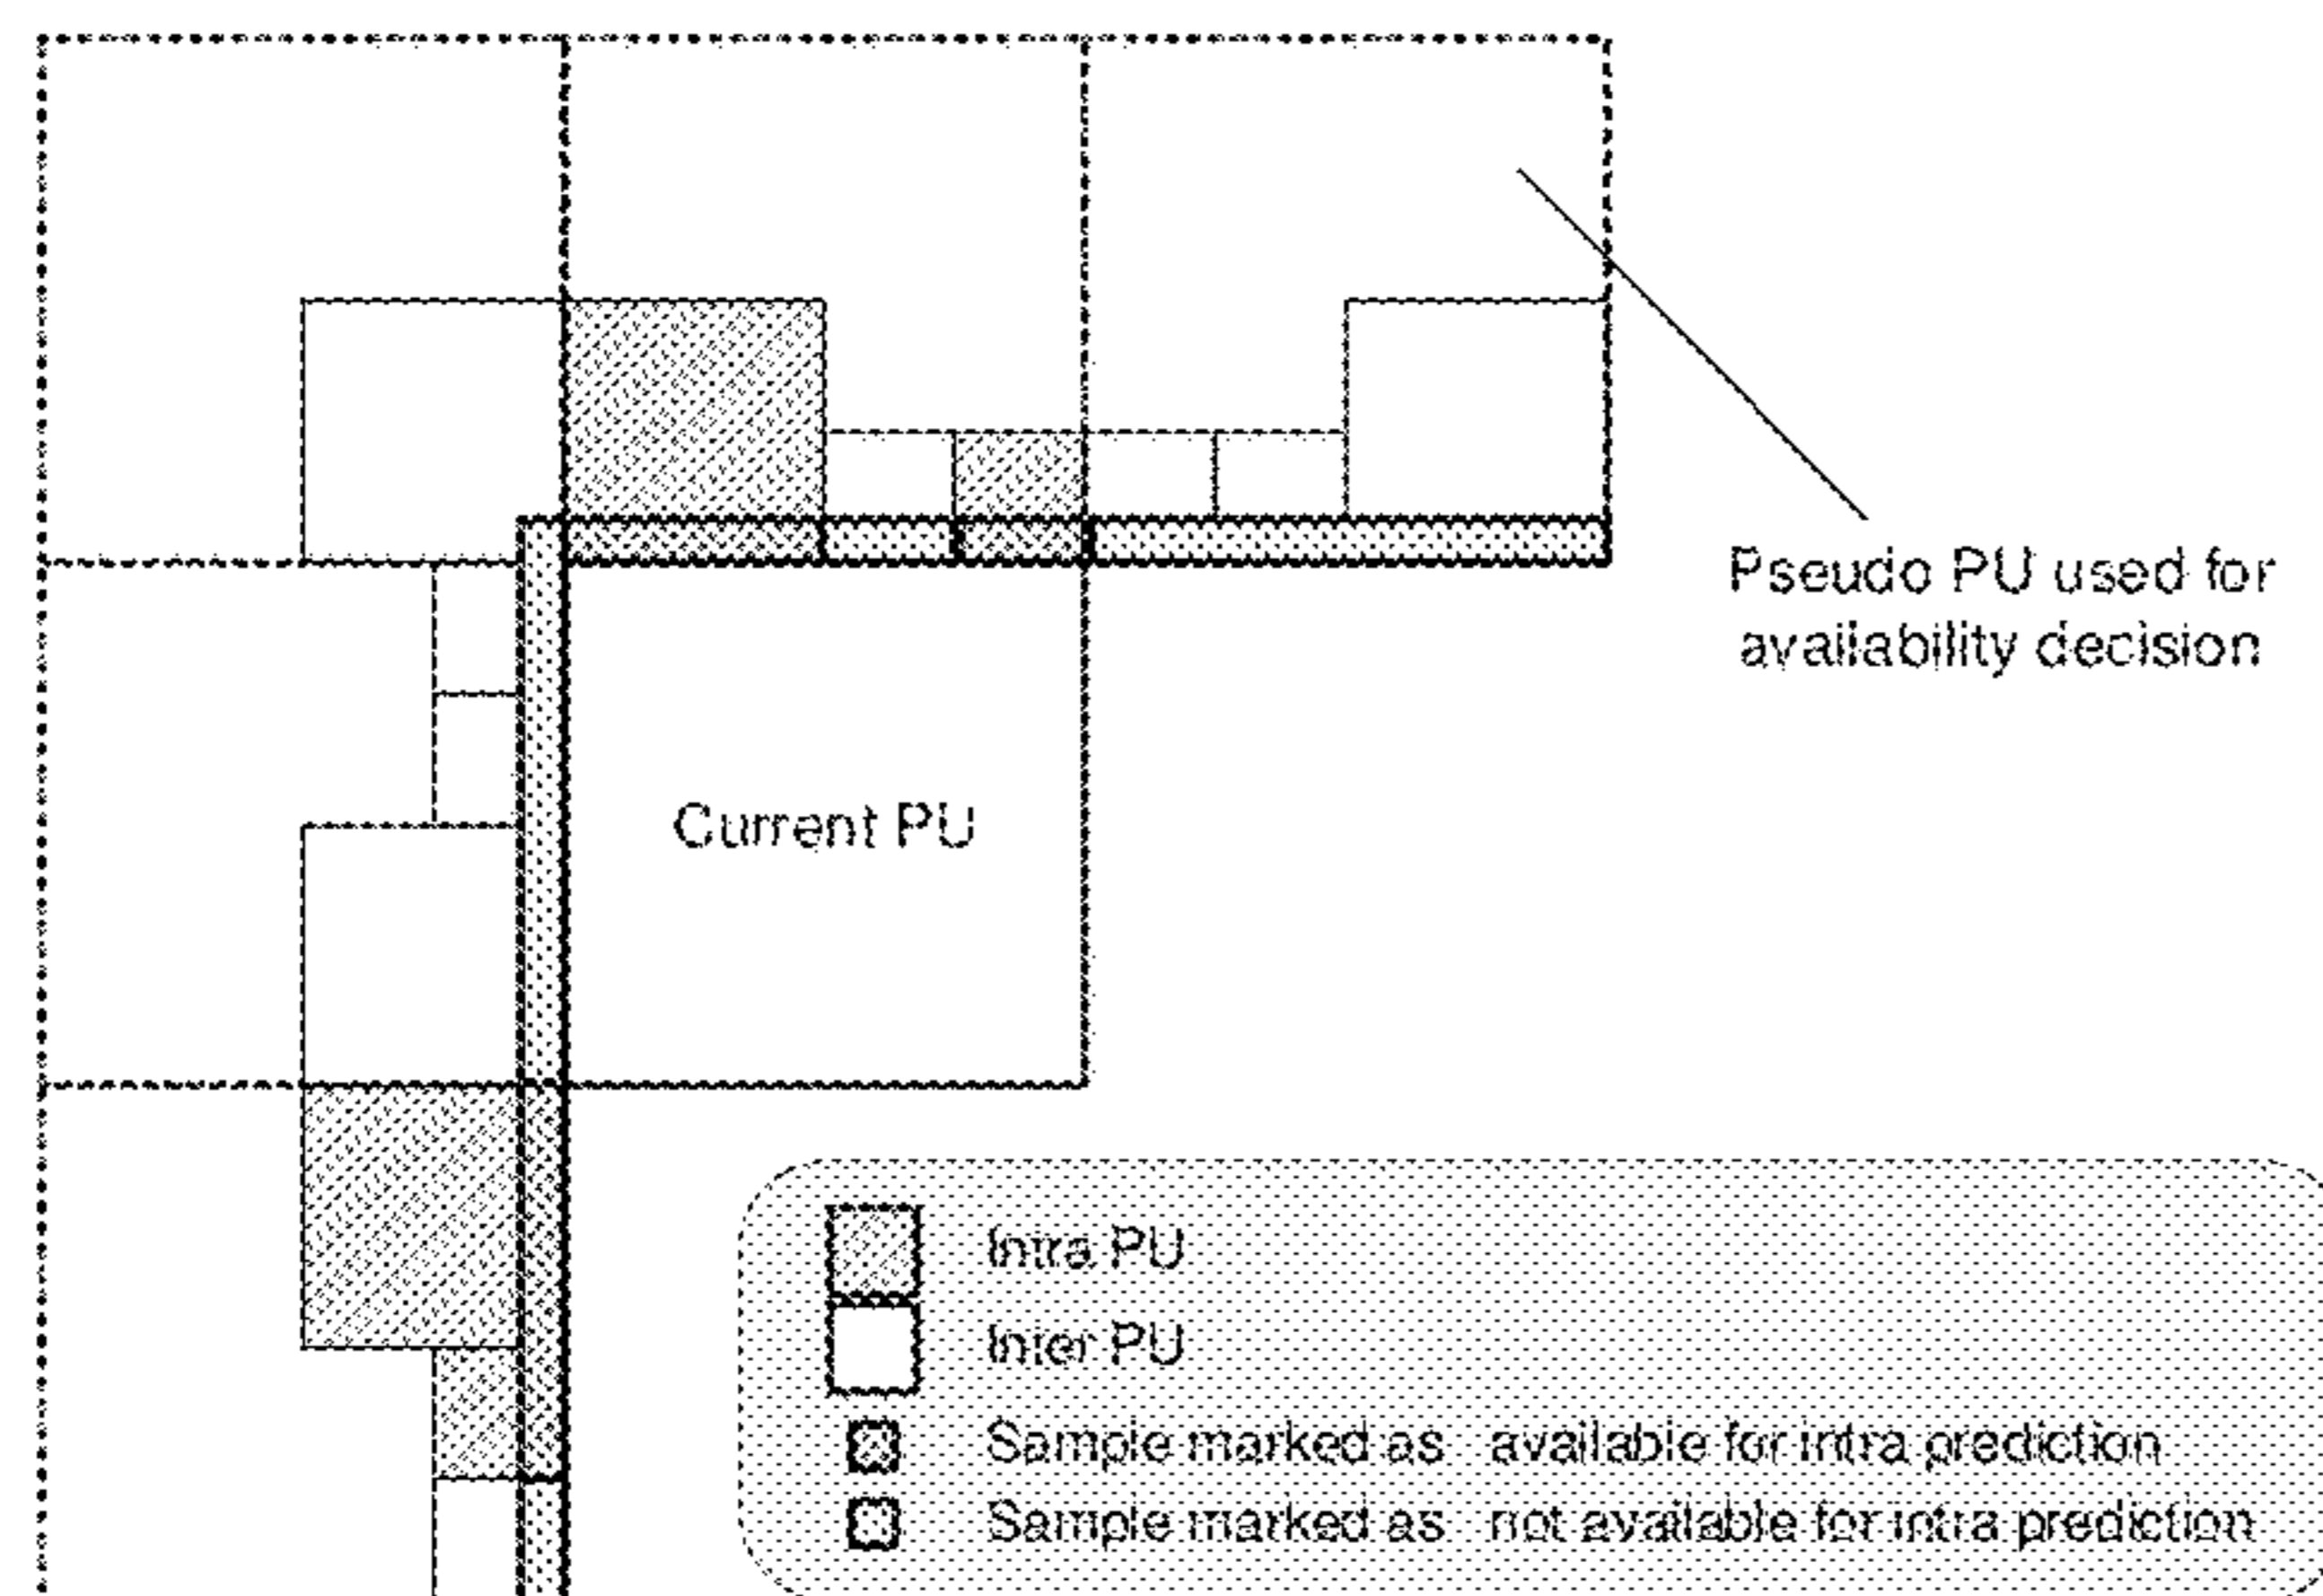 Pseudo PU used for
availability decision
Current PU
Intra PU
Inter PU
Sample marked as available for intra prediction
Sample marked as not available for intra prediction